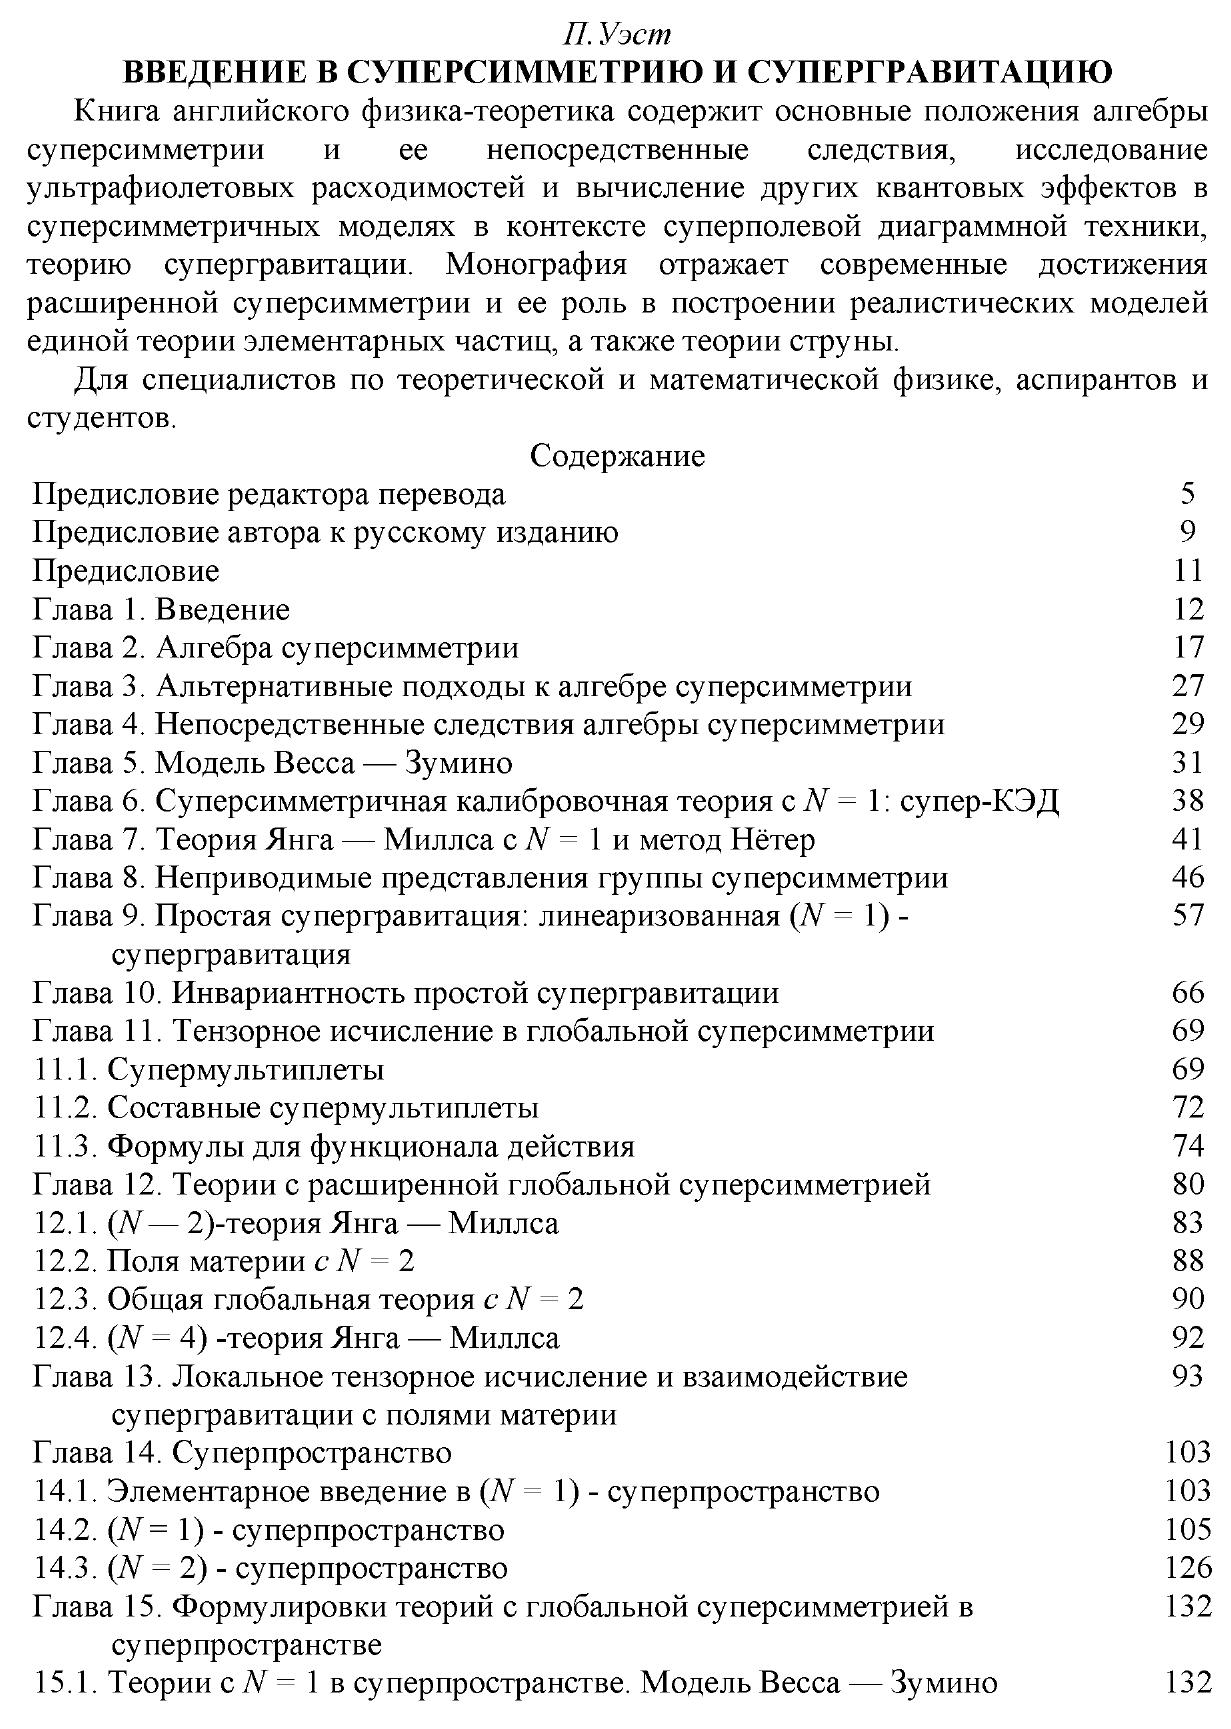 П. Уэст
ВВЕДЕНИЕ В СУПЕРСИММЕТРИЮ И СУПЕРГРАВИТАЦИЮ
Книга английского физика-теоретика содержит основные положения алгебры
суперсимметрии и ее непосредственные следствия, исследование
ультрафиолетовых расходимостей и вычисление других квантовых эффектов в
суперсимметричных моделях в контексте суперполевой диаграммной техники,
теорию супергравитации. Монография отражает современные достижения
расширенной суперсимметрии и ее роль в построении реалистических моделей
единой теории элементарных частиц, а также теории струны.
Для специалистов по теоретической и математической физике, аспирантов и
студентов.
Содержание
Предисловие редактора перевода 5
Предисловие автора к русскому изданию 9
Предисловие 11
Глава 1. Введение 12
Глава 2. Алгебра суперсимметрии 17
Глава 3. Альтернативные подходы к алгебре суперсимметрии 27
Глава 4. Непосредственные следствия алгебры суперсимметрии 29
Глава 5. Модель Весса — Зумино 31
Глава 6. Суперсимметричная калибровочная теория с N = 1: супер-КЭД 38
Глава 7. Теория Янга — Миллса с N = 1 и метод Нётер 41
Глава 8. Неприводимые представления группы суперсимметрии 46
Глава 9. Простая супергравитация: линеаризованная (N = 1) - 57
супергравитация
Глава 10. Инвариантность простой супергравитации 66
Глава 11. Тензорное исчисление в глобальной суперсимметрии 69
11.1. Супермультиплеты 69
11.2. Составные супермультиплеты 72
11.3. Формулы для функционала действия 74
Глава 12. Теории с расширенной глобальной суперсимметрией 80
12.1. (N — 2)-теория Янга — Миллса 83
12.2. Поля материи с N = 2 88
12.3. Общая глобальная теория с N = 2 90
12.4. (N = 4) -теория Янга — Миллса 92
Глава 13. Локальное тензорное исчисление и взаимодействие 93
супергравитации с полями материи
Глава 14. Суперпространство 103
14.1. Элементарное введение в (N = 1) - суперпространство 103
14.2. (N = 1) - суперпространство 105
14.3. (N = 2) - суперпространство 126
Глава 15. Формулировки теорий с глобальной суперсимметрией в 132
суперпространстве
15.1. Теории с N = 1 в суперпространстве. Модель Весса — Зумино 132